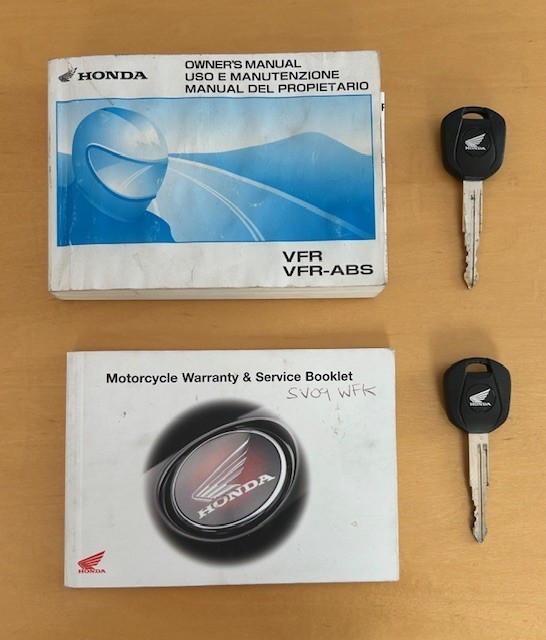 HONDA
OWNER'S MANUAL
USO E MANUTENZIONE
MANUAL DEL PROPIETARIO
VFR
VFR-ABS
HONDA
Motorcycle Warranty & Service Booklet
SV09 WFK
HONDA
HONDA
HONDA